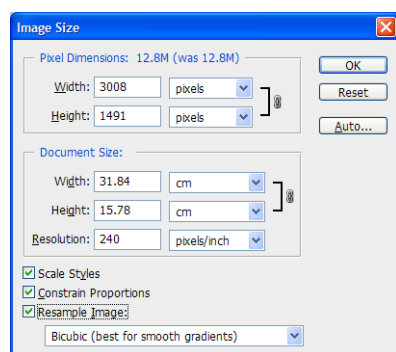 Image Size
Pixel Dimensions: 12.8M (was 12.8M)
OK
Width: 3008 pixels
Reset
Height: 1491 pixels
Auto...
Document Size:
Width: 31.84 cm
Height: 15.78 cm
Resolution: 240 pixels/inch
Scale Styles
Constrain Proportions
Resample Image:
Bicubic (best for smooth gradients)